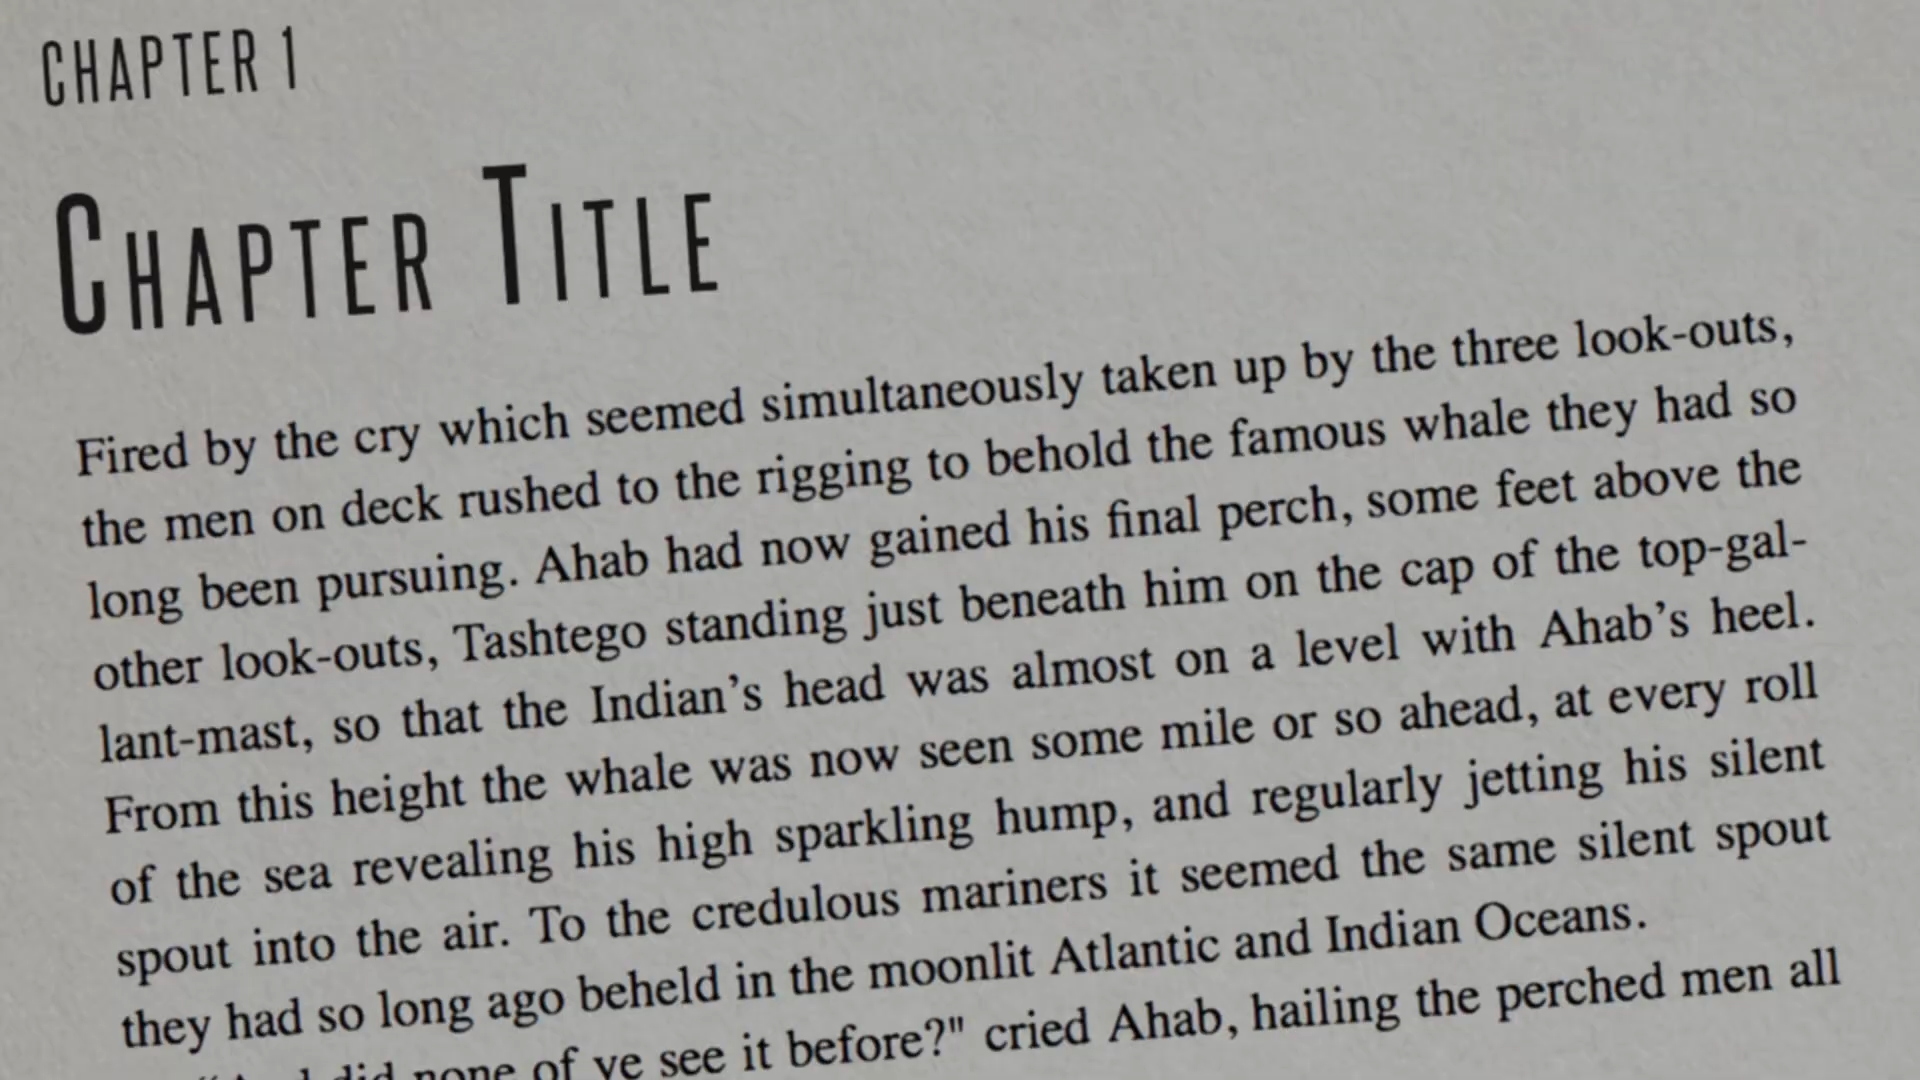 CHAPTER 1
CHAPTER TITLE
Fired by the cry which seemed simultaneously taken up by the three look-outs,
the men on deck rushed to the rigging to behold the famous whale they had so
long been pursuing. Ahab had now gained his final perch, some feet above the
other look-outs, Tashtego standing just beneath him on the cap of the top-gal-
lant-mast, so that the Indian’s head was almost on a level with Ahab’s heel.
From this height the whale was now seen some mile or so ahead, at every roll
of the sea revealing his high sparkling hump, and regularly jetting his silent
spout into the air. To the credulous mariners it seemed the same silent spout
they had so long ago beheld in the moonlit Atlantic and Indian Oceans.
“And did none of ye see it before?" cried Ahab, hailing the perched men all